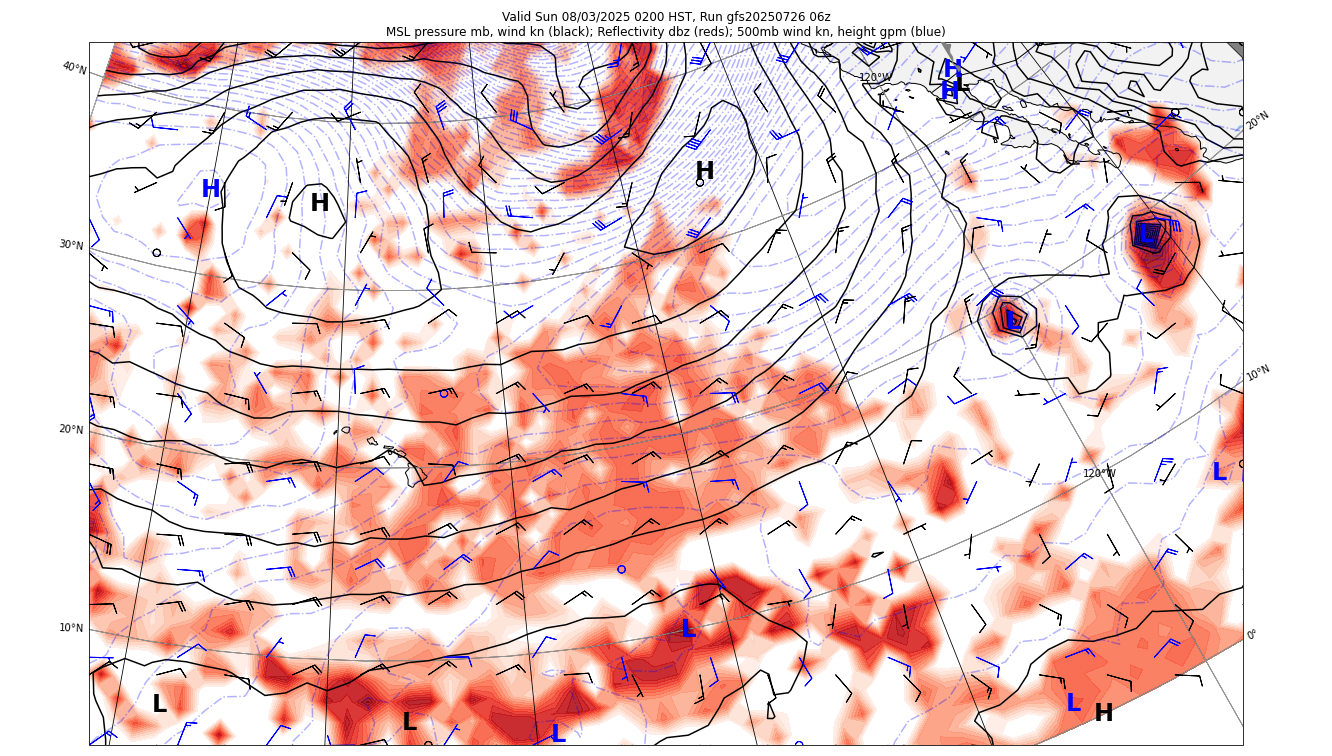 Valid Sun 08/03/2025 0200 HST, Run gfs20250726 06z
MSL pressure mb, wind kn (black); Reflectivity dbz (reds); 500mb wind kn, height gpm (blue)
40°N
120°W
H
L
H
20°N
H
H
H
30°N
L
L
10°N
20°N
120°W
L
10°N
L
0°
L
L
L
H
L